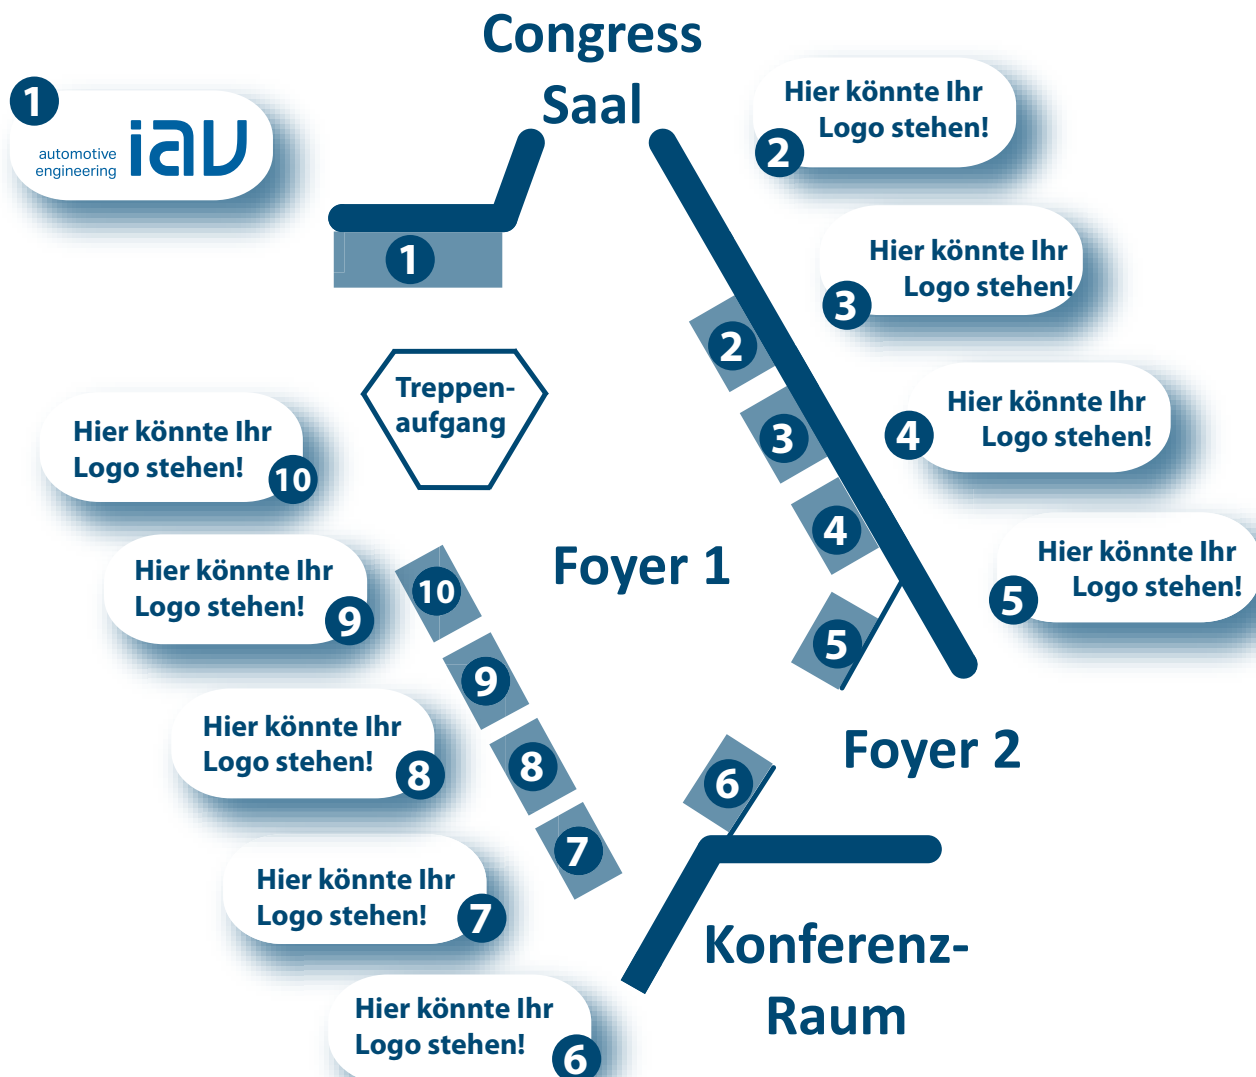 Congress
Saal
1
automotive
engineering
iav
Hier könnte Ihr
Logo stehen!
2
Hier könnte Ihr
Logo stehen!
3
Hier könnte Ihr
Logo stehen!
4
Hier könnte Ihr
Logo stehen!
5
1
2
3
4
5
Treppen-
aufgang
Hier könnte Ihr
Logo stehen!
10
Hier könnte Ihr
Logo stehen!
9
Hier könnte Ihr
Logo stehen!
8
Hier könnte Ihr
Logo stehen!
7
Hier könnte Ihr
Logo stehen!
6
10
9
8
7
6
Foyer 1
Foyer 2
Konferenz-
Raum